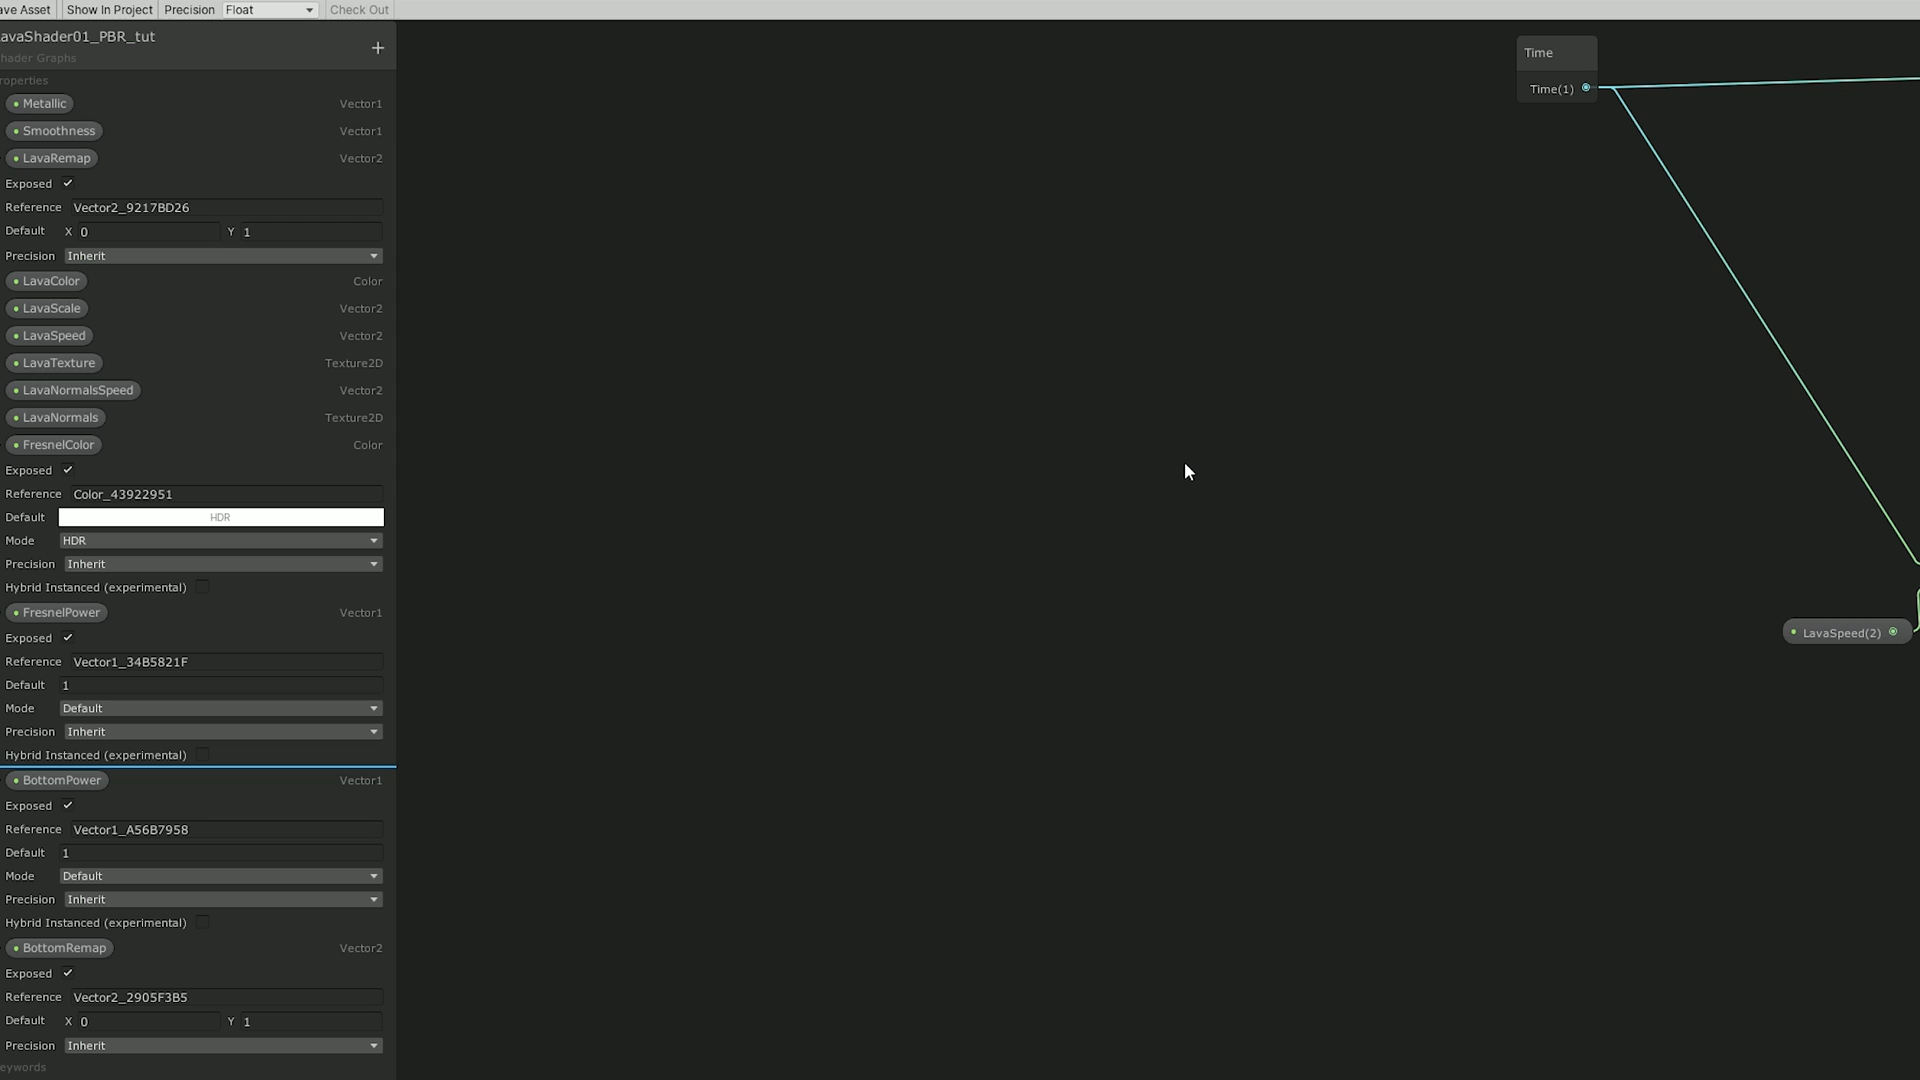 ave Asset Show In Project Precision Float Check Out
avaShader01_PBR_tut
hader Graphs
roperties
Metallic Vector1
Smoothness Vector1
LavaRemap Vector2
Exposed
Reference Vector2_9217BD26
Default X 0 Y 1
Precision Inherit
LavaColor Color
LavaScale Vector2
LavaSpeed Vector2
LavaTexture Texture2D
LavaNormalsSpeed Vector2
LavaNormals Texture2D
FresnelColor Color
Exposed
Reference Color_43922951
Default HDR
Mode HDR
Precision Inherit
Hybrid Instanced (experimental)
FresnelPower Vector1
Exposed
Reference Vector1_34B5821F
Default 1
Mode Default
Precision Inherit
Hybrid Instanced (experimental)
BottomPower Vector1
Exposed
Reference Vector1_A56B7958
Default 1
Mode Default
Precision Inherit
Hybrid Instanced (experimental)
BottomRemap Vector2
Exposed
Reference Vector2_2905F3B5
Default X 0 Y 1
Precision Inherit
eywords
Time
Time(1)
LavaSpeed(2)